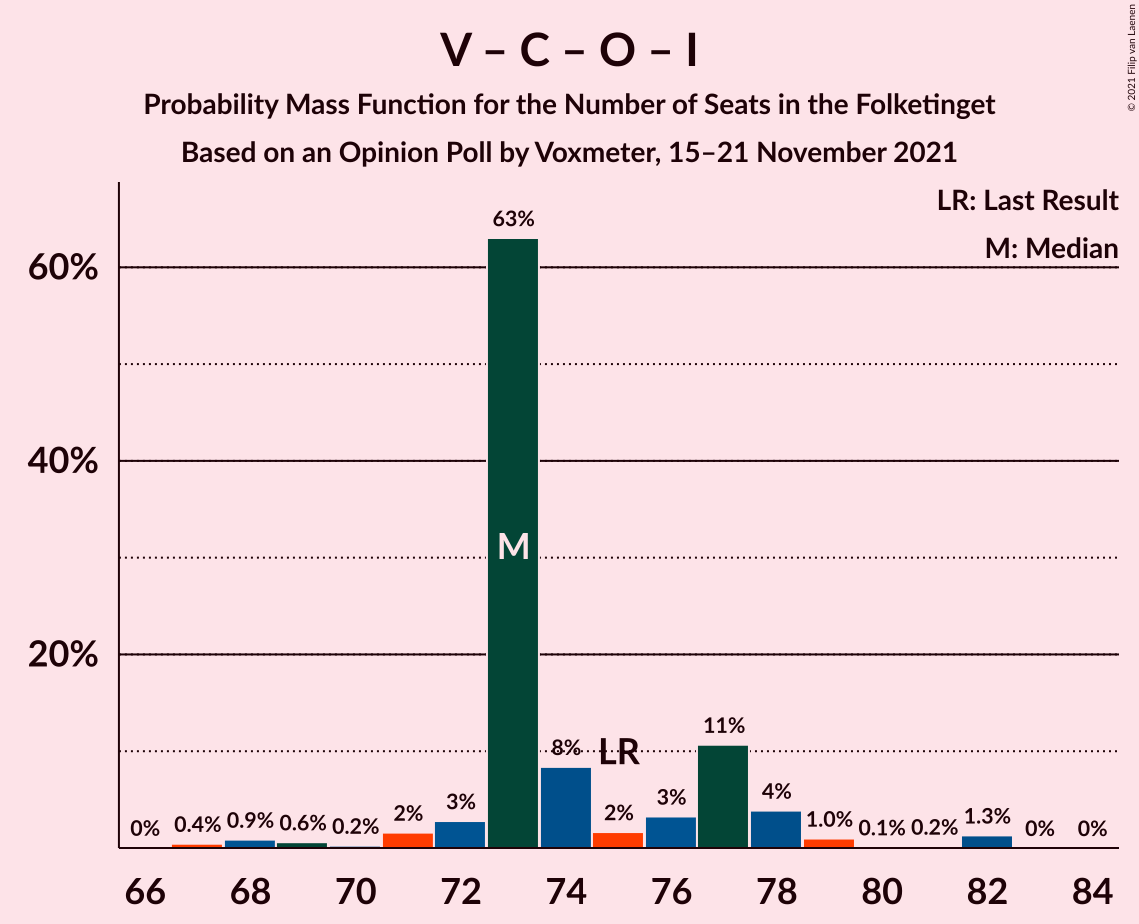 V – C – O – I
Probability Mass Function for the Number of Seats in the Folketinget
Based on an Opinion Poll by Voxmeter, 15–21 November 2021
© 2021 Filip van Laenen
LR: Last Result
M: Median
60%
40%
20%
0%
0.4%
0.9%
0.6%
0.2%
2%
3%
63%
M
8%
LR
2%
3%
11%
4%
1.0%
0.1%
0.2%
1.3%
0%
0%
66 68 70 72 74 76 78 80 82 84